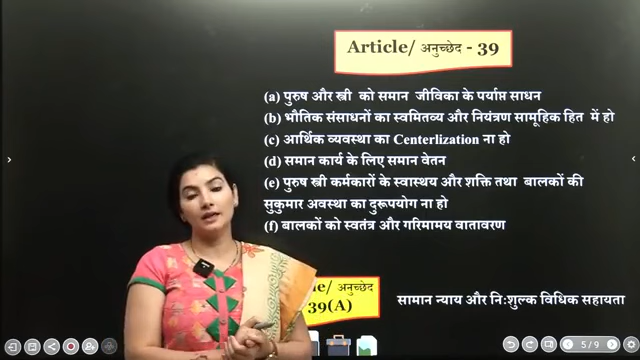 Article/ अनुच्छेद - 39
(a) पुरुष और स्त्री को समान जीविका के पर्याप्त साधन
(b) भौतिक संसाधनों का स्वमितव्य और नियंत्रण सामूहिक हित में हो
(c) आर्थिक व्यवस्था का Centerlization ना हो
(d) समान कार्य के लिए समान वेतन
(e) पुरुष स्त्री कर्मकारों के स्वास्थय और शक्ति तथा बालकों की
सुकुमार अवस्था का दुरूपयोग ना हो
(f) बालकों को स्वतंत्र और गरिमामय वातावरण
अनुच्छेद
39(A)
सामान न्याय और नि:शुल्क विधिक सहायता
5 / 9